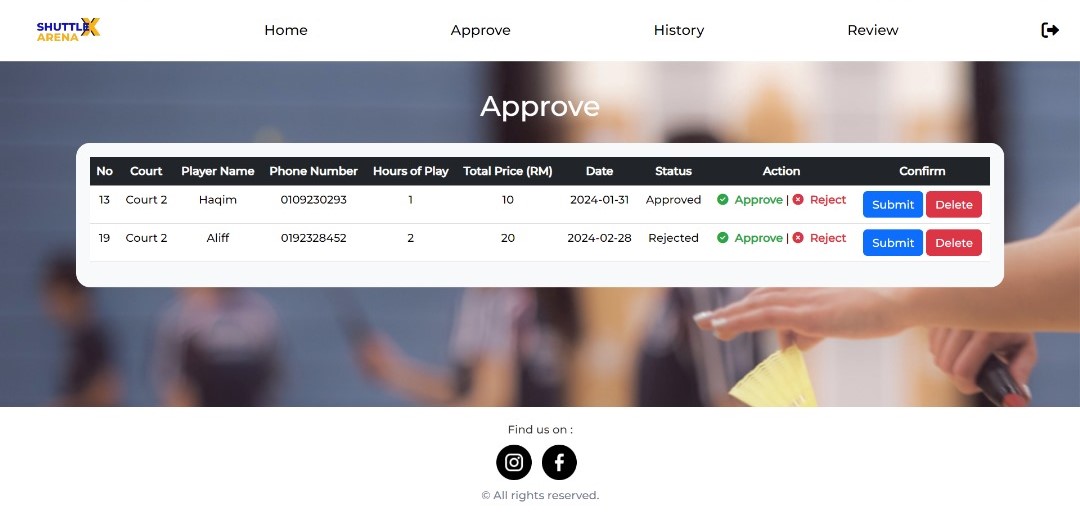 SHUTTLE X
ARENA
Home Approve History Review
Approve
No Court Player Name Phone Number Hours of Play Total Price (RM) Date Status Action Confirm
13 Court 2 Haqim 0109230293 1 10 2024-01-31 Approved Approve | Reject Submit Delete
19 Court 2 Aliff 0192328452 2 20 2024-02-28 Rejected Approve | Reject Submit Delete
Find us on :
© All rights reserved.